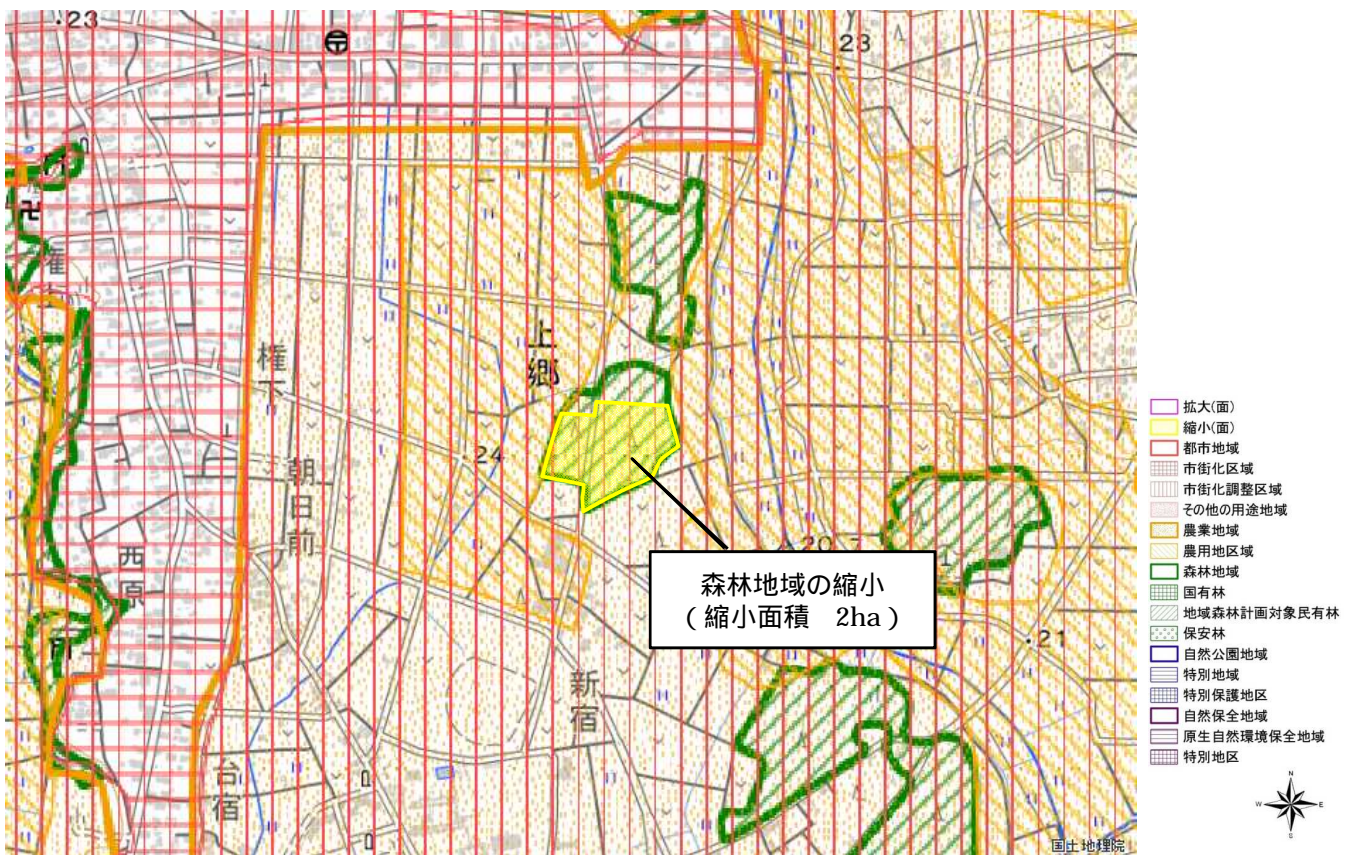 23
23
上
郷
権
下
24
朝
日
前
西
原
20
森林地域の縮小
(縮小面積　2ha)
21
新
宿
台
宿
国土地理院
拡大(面)
縮小(面)
都市地域
市街化区域
市街化調整区域
その他の用途地域
農業地域
農用地区域
森林地域
国有林
地域森林計画対象民有林
保安林
自然公園地域
特別地域
特別保護地区
自然保全地域
原生自然環境保全地域
特別地区
N
W E
S